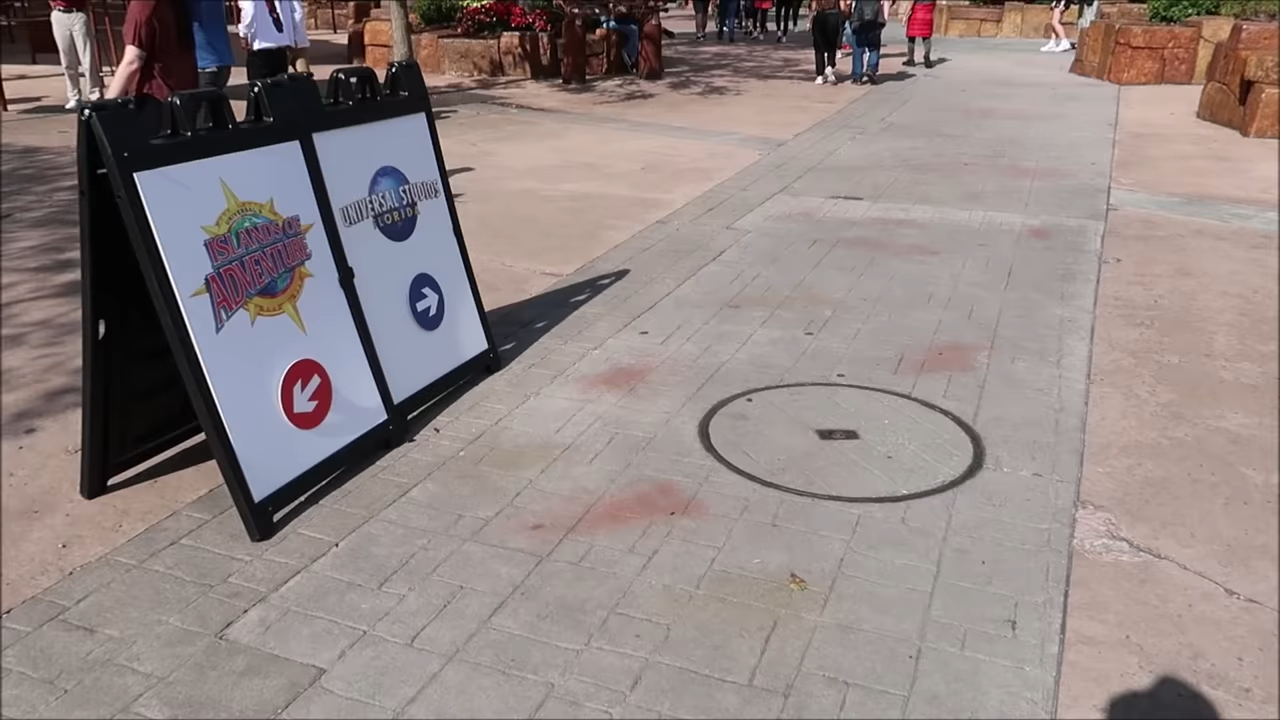 UNIVERSAL'S
ISLANDS OF
ADVENTURE
UNIVERSAL STUDIOS
FLORIDA